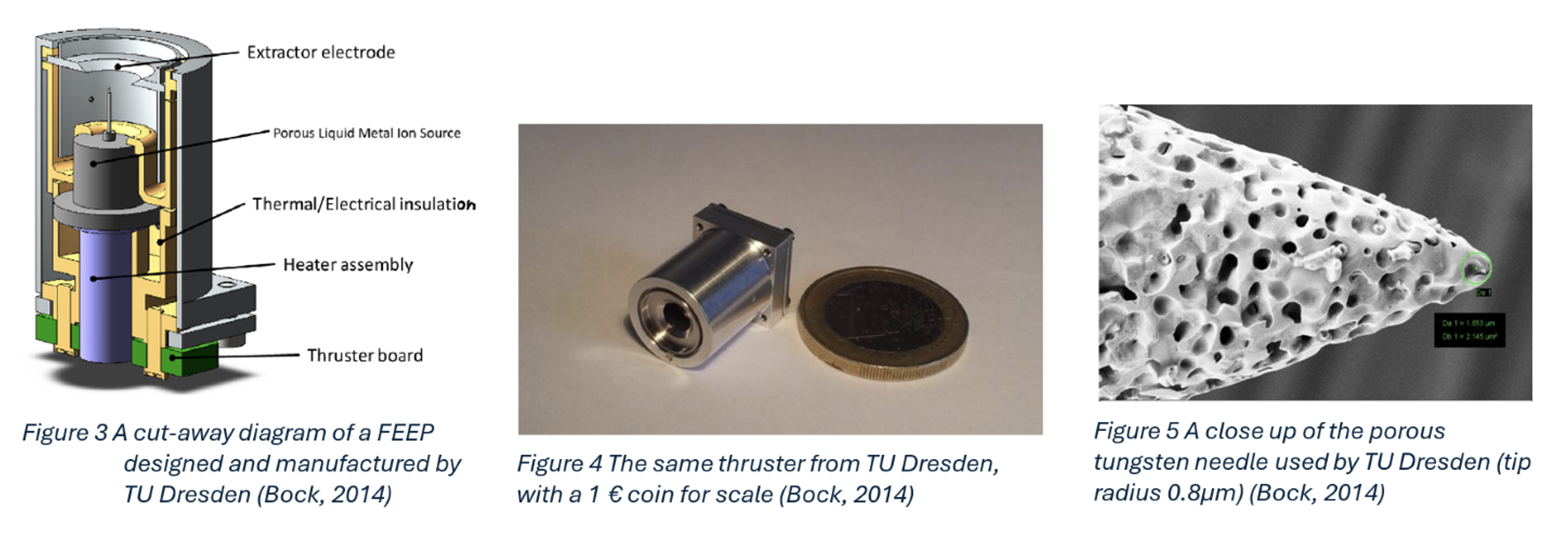 Extractor electrode
Porous Liquid Metal Ion Source
Thermal/Electrical insulation
Heater assembly
Thruster board
Figure 3 A cut-away diagram of a FEEP
designed and manufactured by
TU Dresden (Bock, 2014)
Figure 4 The same thruster from TU Dresden,
with a 1 € coin for scale (Bock, 2014)
Da 1
Da 1 = 1.653 µm
Db 1 = 2.145 µm²
Figure 5 A close up of the porous
tungsten needle used by TU Dresden (tip
radius 0.8µm) (Bock, 2014)